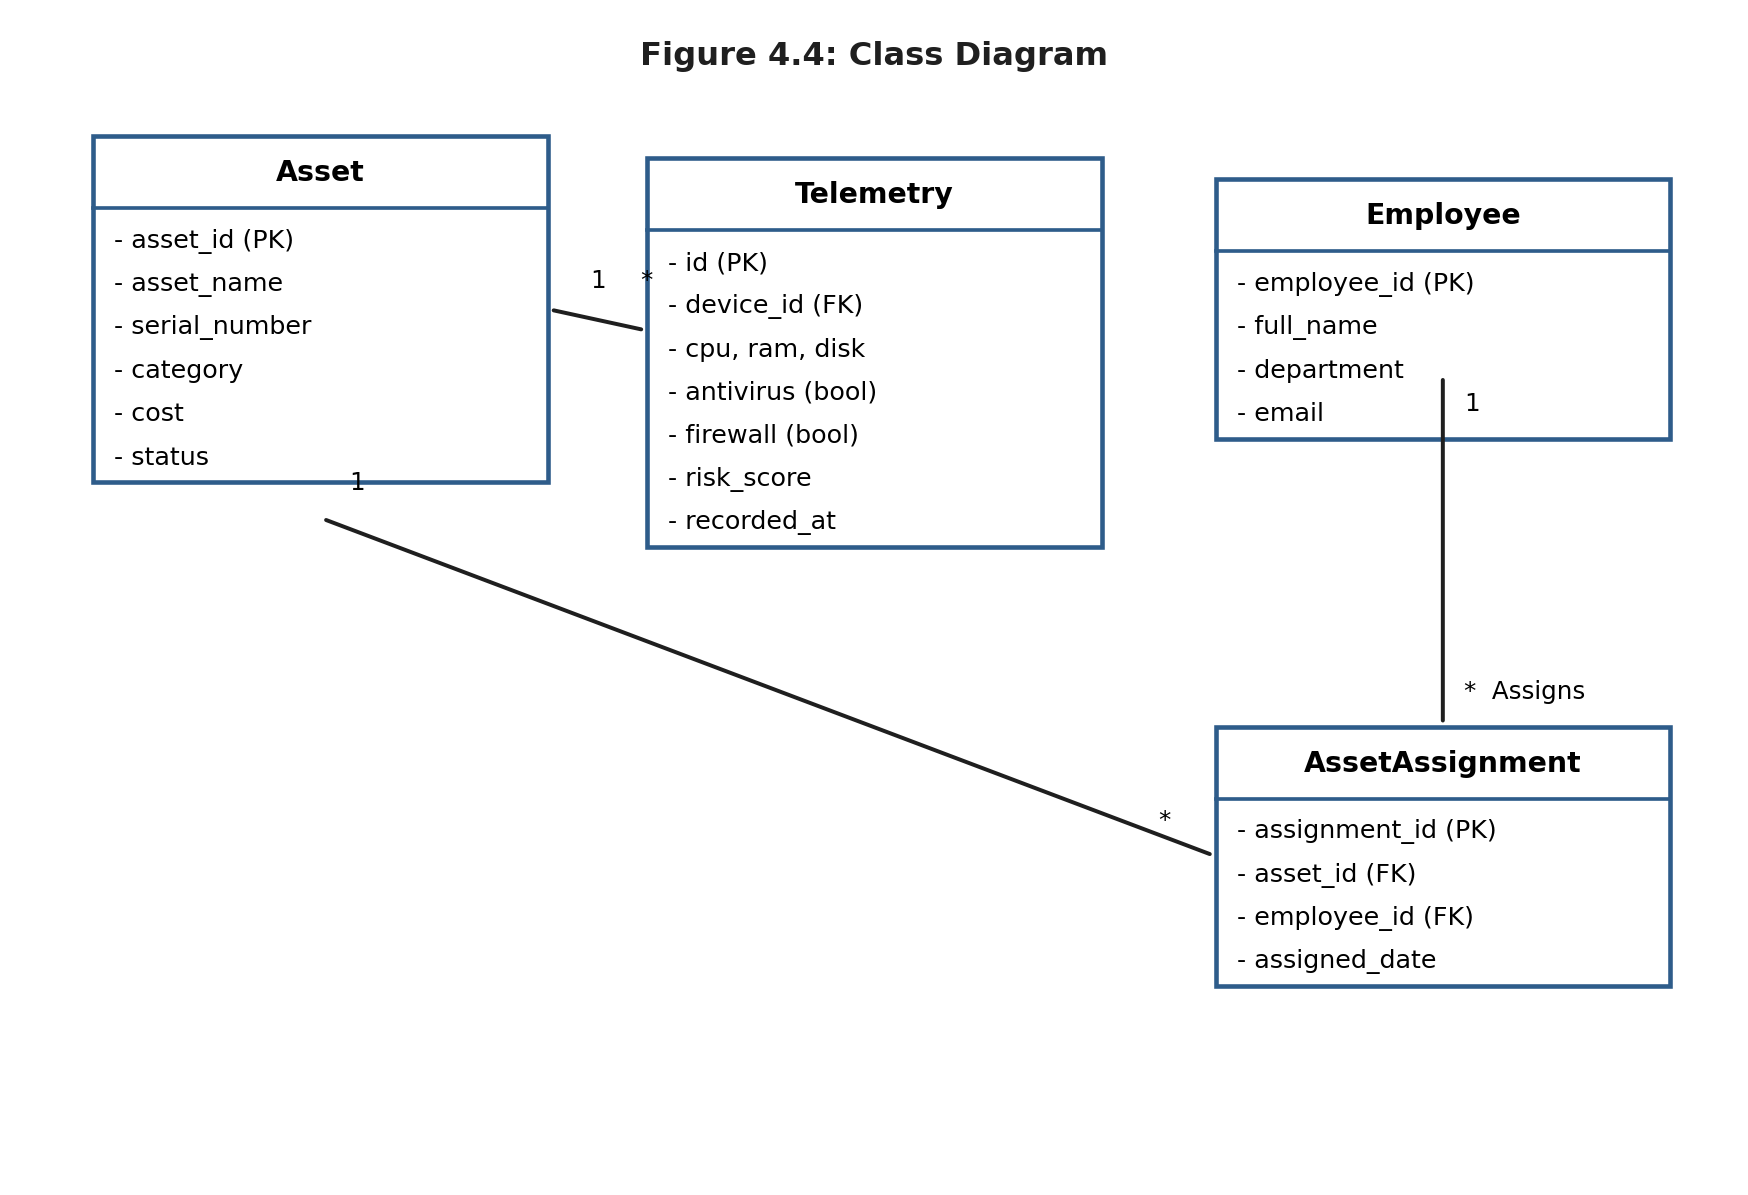 Figure 4.4: Class Diagram
Asset
- asset_id (PK)
- asset_name
- serial_number
- category
- cost
- status
1 *
Telemetry
- id (PK)
- device_id (FK)
- cpu, ram, disk
- antivirus (bool)
- firewall (bool)
- risk_score
- recorded_at
Employee
- employee_id (PK)
- full_name
- department
- email
1
1
* Assigns
*
AssetAssignment
- assignment_id (PK)
- asset_id (FK)
- employee_id (FK)
- assigned_date